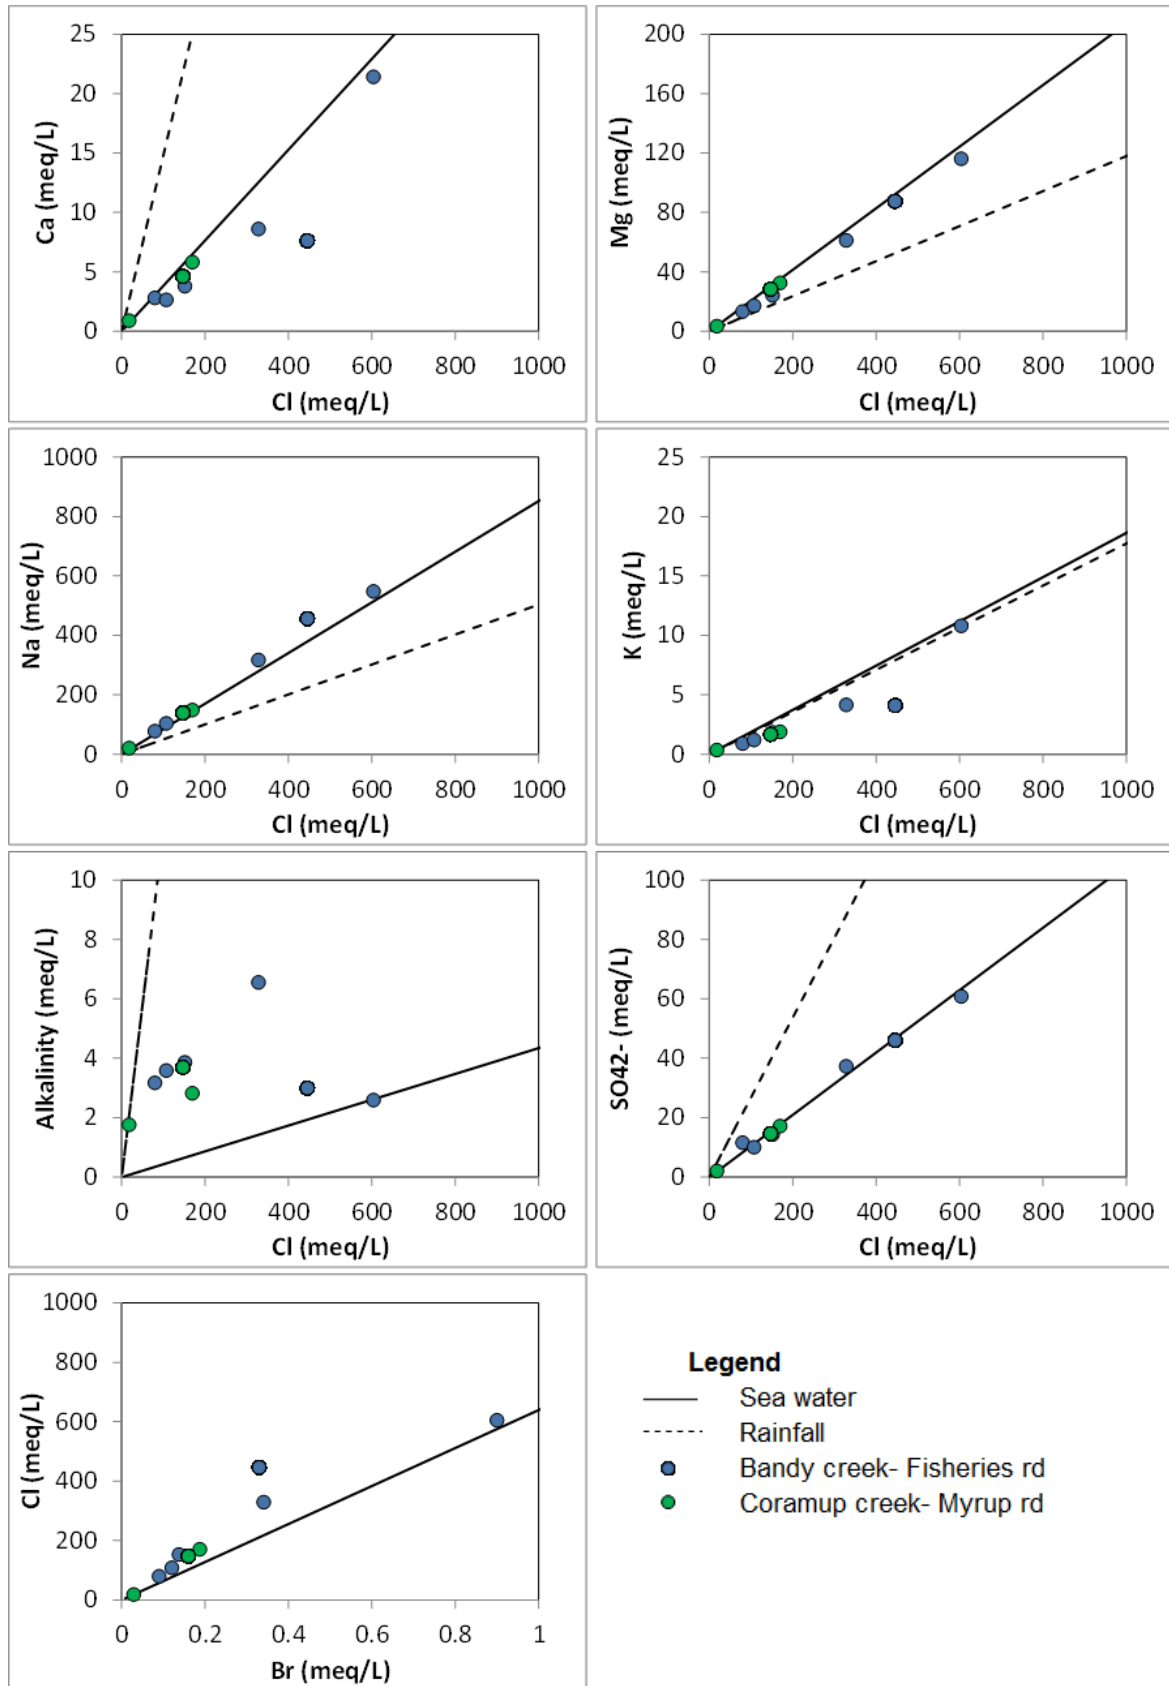 25
20
15
10
5
0
Ca (meq/L)
0 200 400 600 800 1000
Cl (meq/L)
200
160
120
80
40
0
Mg (meq/L)
0 200 400 600 800 1000
Cl (meq/L)
1000
800
600
400
200
0
Na (meq/L)
0 200 400 600 800 1000
Cl (meq/L)
25
20
15
10
5
0
K (meq/L)
0 200 400 600 800 1000
Cl (meq/L)
10
8
6
4
2
0
Alkalinity (meq/L)
0 200 400 600 800 1000
Cl (meq/L)
100
80
60
40
20
0
SO42- (meq/L)
0 200 400 600 800 1000
Cl (meq/L)
1000
800
600
400
200
0
Cl (meq/L)
0 0.2 0.4 0.6 0.8 1
Br (meq/L)
Legend
Sea water
Rainfall
Bandy creek- Fisheries rd
Coramup creek- Myrup rd